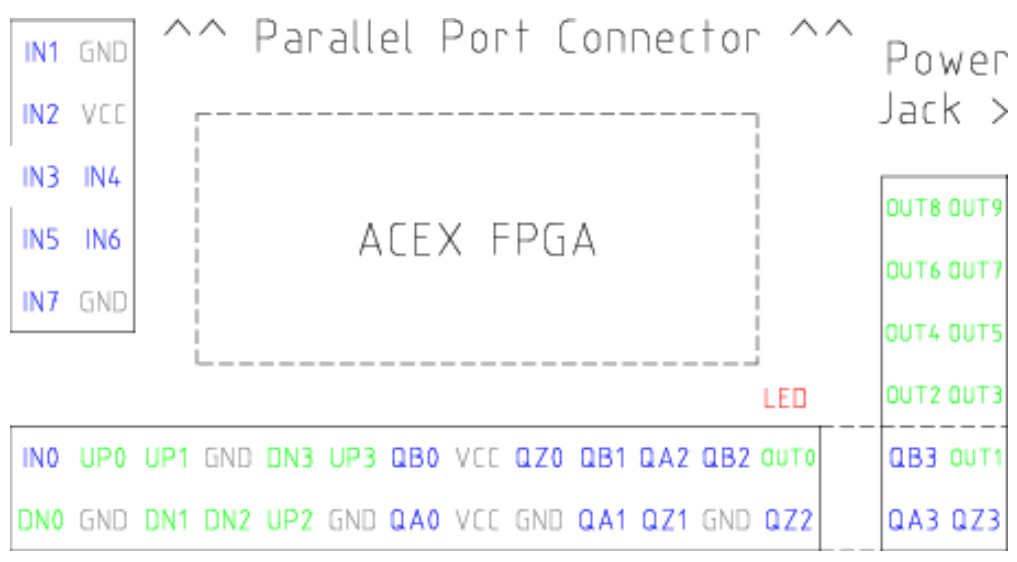 ^^ Parallel Port Connector ^^
Power
Jack >
IN1 GND
IN2 VCC
IN3 IN4
IN5 IN6
IN7 GND
ACEX FPGA
OUT8 OUT9
OUT6 OUT7
OUT4 OUT5
OUT2 OUT3
LED
IN0 UP0 UP1 GND DN3 UP3 QB0 VCC QZ0 QB1 QA2 QB2 OUT0 QB3 OUT1
DN0 GND DN1 DN2 UP2 GND QA0 VCC GND QA1 QZ1 GND QZ2 QA3 QZ3